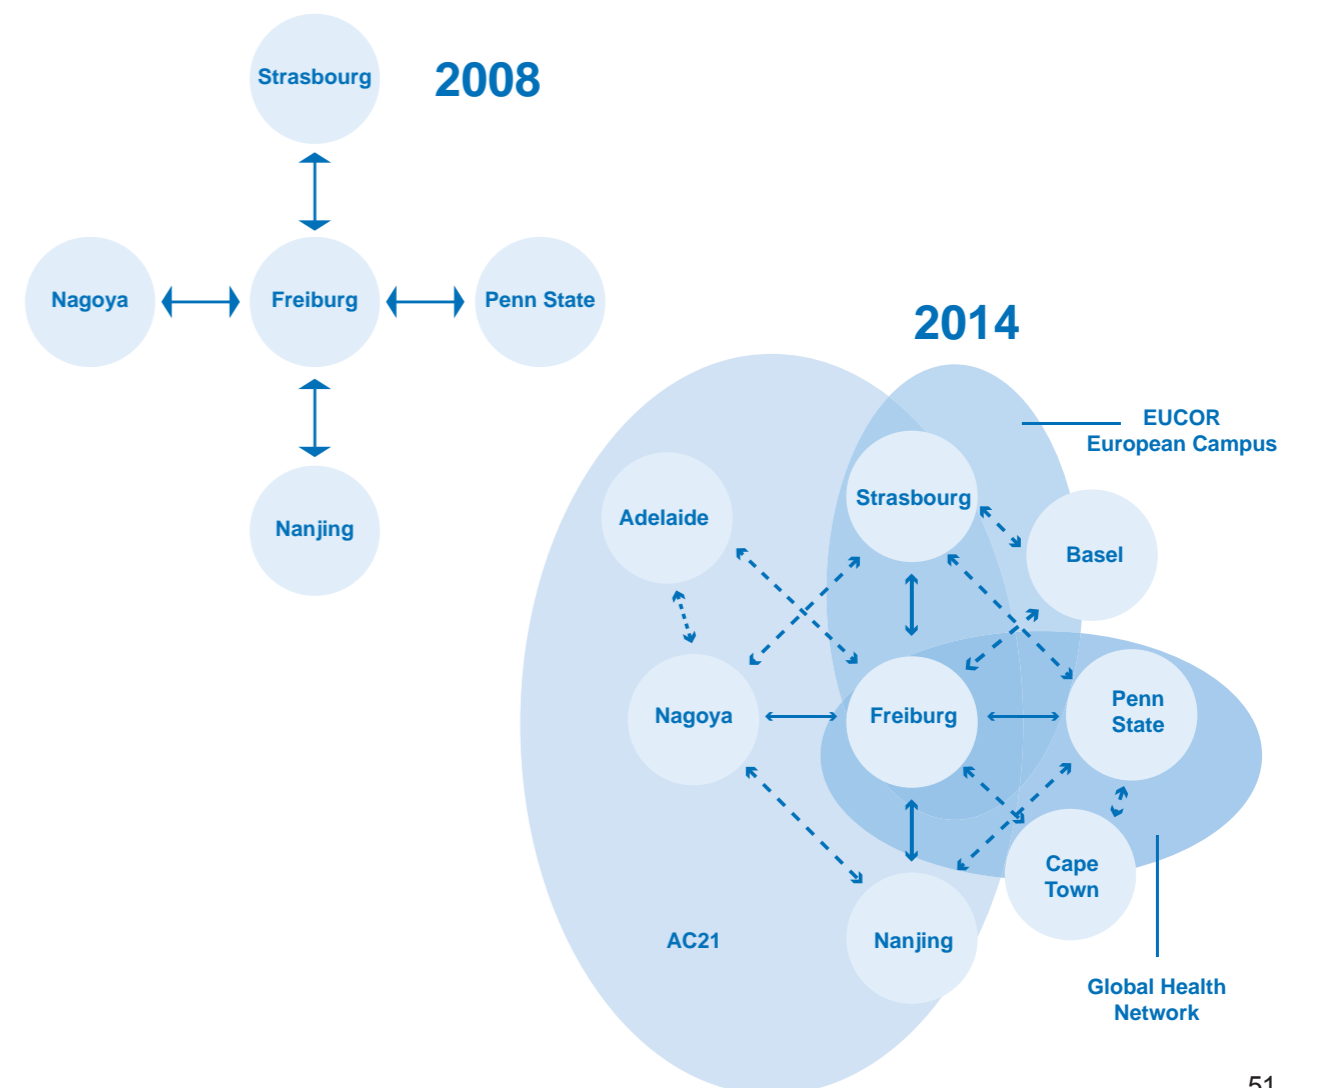 Strasbourg
2008
Nagoya
Freiburg
Penn State
Nanjing
2014
EUCOR
European Campus
Strasbourg
Adelaide
Basel
Nagoya
Freiburg
Penn
State
Cape
Town
AC21
Nanjing
Global Health
Network
51